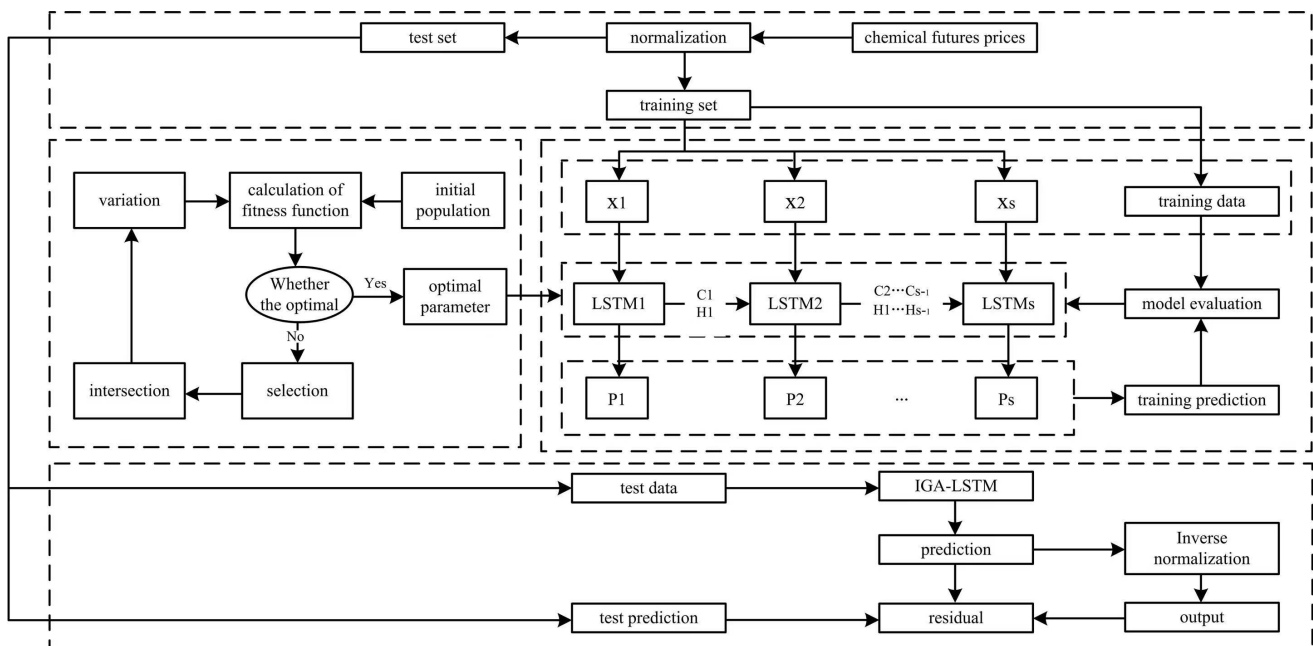 test set
normalization
chemical futures prices
training set
variation
calculation of
fitness function
initial
population
x1
x2
xs
training data
Whether
the optimal
Yes
optimal
parameter
LSTM1
C1
H1
LSTM2
C2···Cs-1
H1···Hs-1
LSTMs
model evaluation
No
intersection
selection
P1
P2
...
Ps
training prediction
test data
IGA-LSTM
prediction
Inverse
normalization
test prediction
residual
output